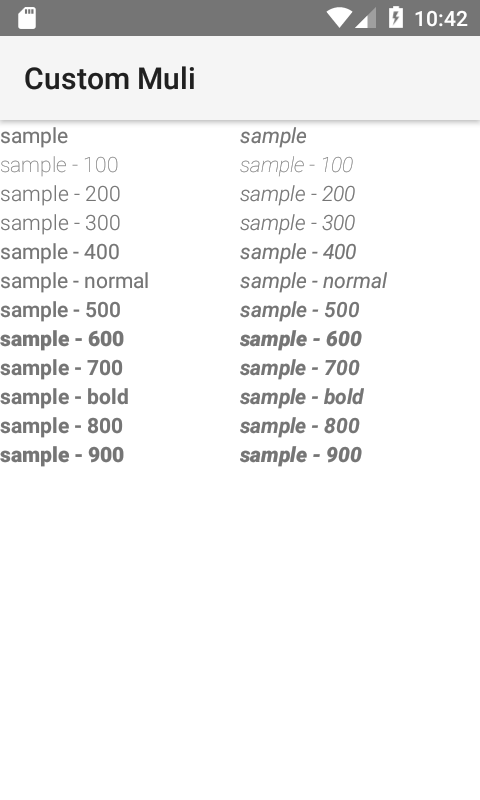 10:42
Custom Muli
sample sample
sample - 100 sample - 100
sample - 200 sample - 200
sample - 300 sample - 300
sample - 400 sample - 400
sample - normal sample - normal
sample - 500 sample - 500
sample - 600 sample - 600
sample - 700 sample - 700
sample - bold sample - bold
sample - 800 sample - 800
sample - 900 sample - 900